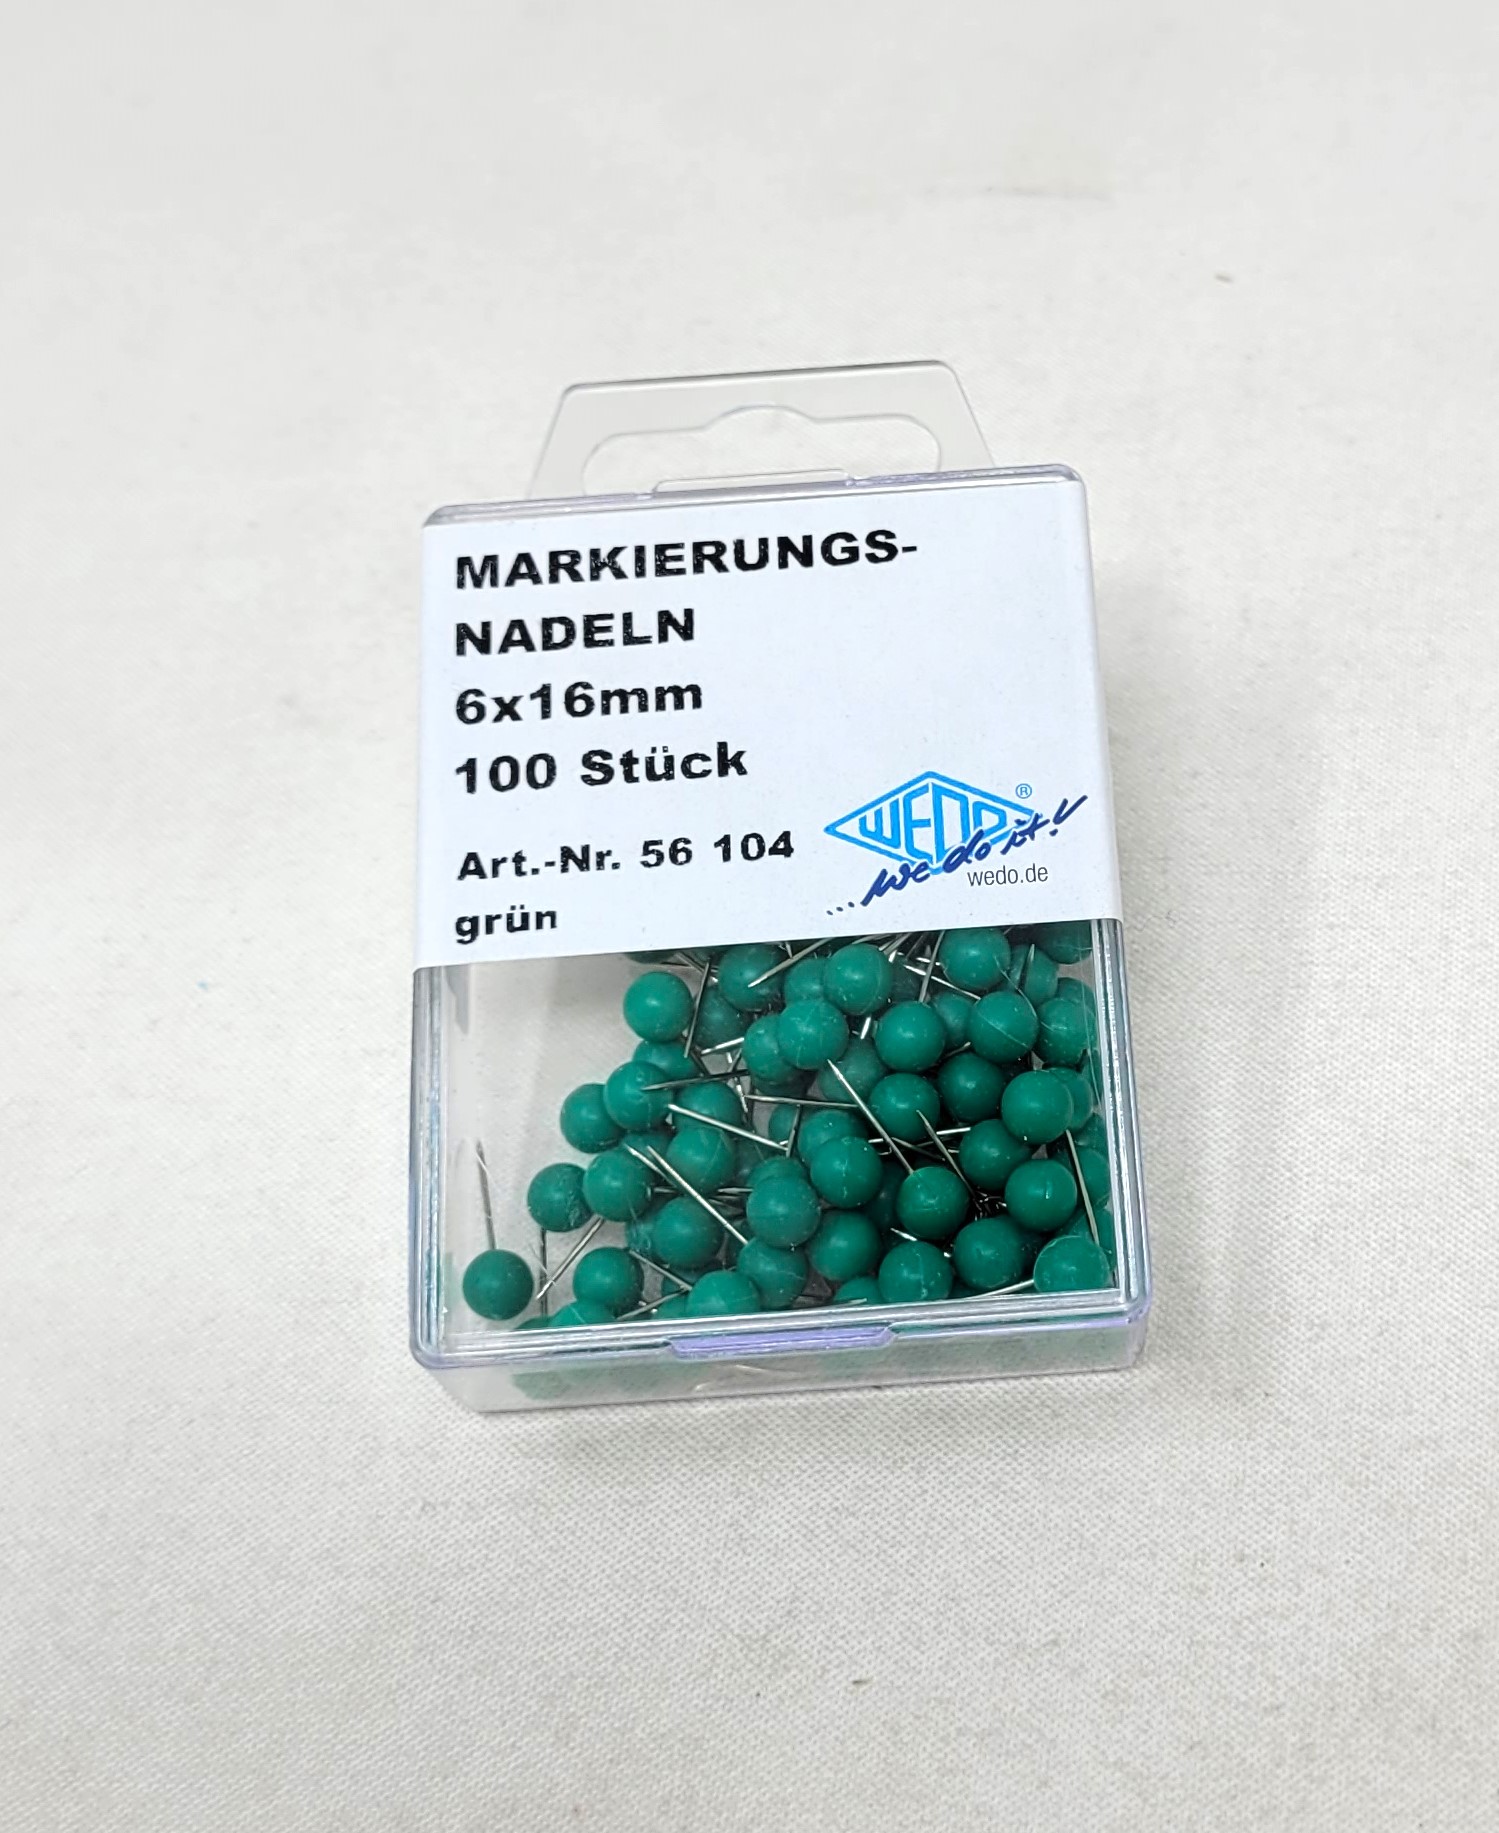 MARKIERUNGS-
NADELN
6x16mm
100 Stück
Art.-Nr. 56 104
grün
WEDO®
...we do it!
wedo.de